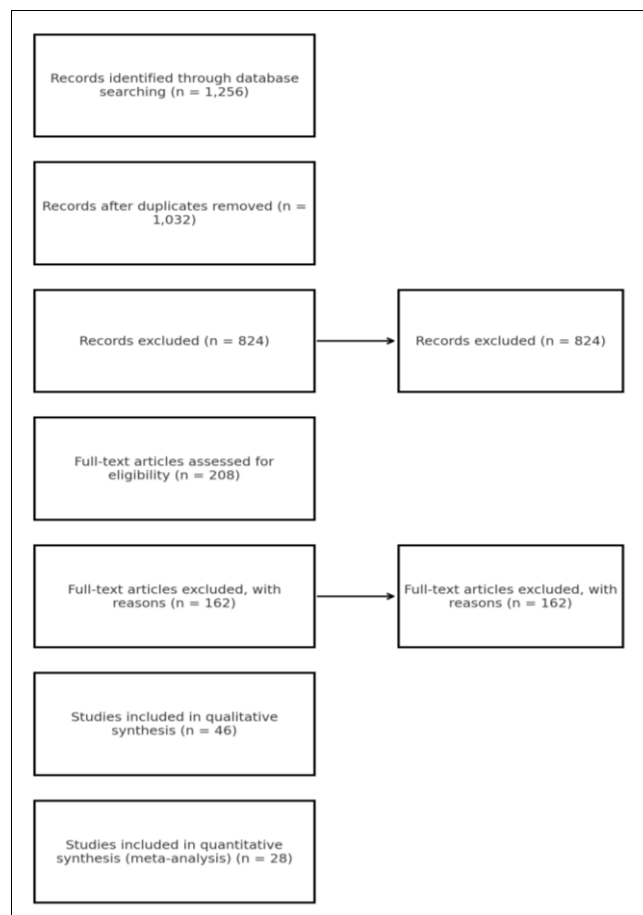 Records identified through database
searching (n = 1,256)
Records after duplicates removed (n =
1,032)
Records excluded (n = 824)
Records excluded (n = 824)
Full-text articles assessed for
eligibility (n = 208)
Full-text articles excluded, with
reasons (n = 162)
Full-text articles excluded, with
reasons (n = 162)
Studies included in qualitative
synthesis (n = 46)
Studies included in quantitative
synthesis (meta-analysis) (n = 28)